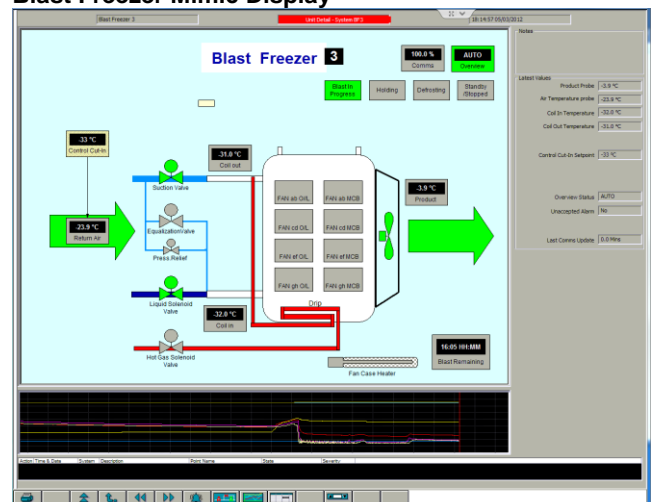 Blast Freezer Mimic Display
Blast Freezer 3
Unit Detail - System BF3
18:14:57 05/03/2012
Notes
Blast Freezer 3
100.0 %
Comms
AUTO
Overview
Blast In
Progress
Holding
Defrosting
Standby
/Stopped
Latest Values
Product Probe
-3.9 °C
Air Temperature probe
-23.9 °C
Coil In Temperature
-32.0 °C
Coil Out Temperature
-31.0 °C
Control Cut-In Setpoint
-33 °C
Overview Status
AUTO
Unaccepted Alarm
No
Last Comms Update
0.0 Mins
-33 °C
Control Cut-In
-31.0 °C
Coil out
Suction Valve
-23.9 °C
Return Air
EqualizationValve
Press.Relief
FAN ab O/L
FAN ab MCB
FAN cd O/L
FAN cd MCB
FAN ef O/L
FAN ef MCB
FAN gh O/L
FAN gh MCB
-3.9 °C
Product
Liquid Solenoid
Valve
-32.0 °C
Coil in
Drip
Hot Gas Solenoid
Valve
Fan Case Heater
16:05 HH:MM
Blast Remaining
Action
Time & Date
System
Description
Point Name
State
Severity